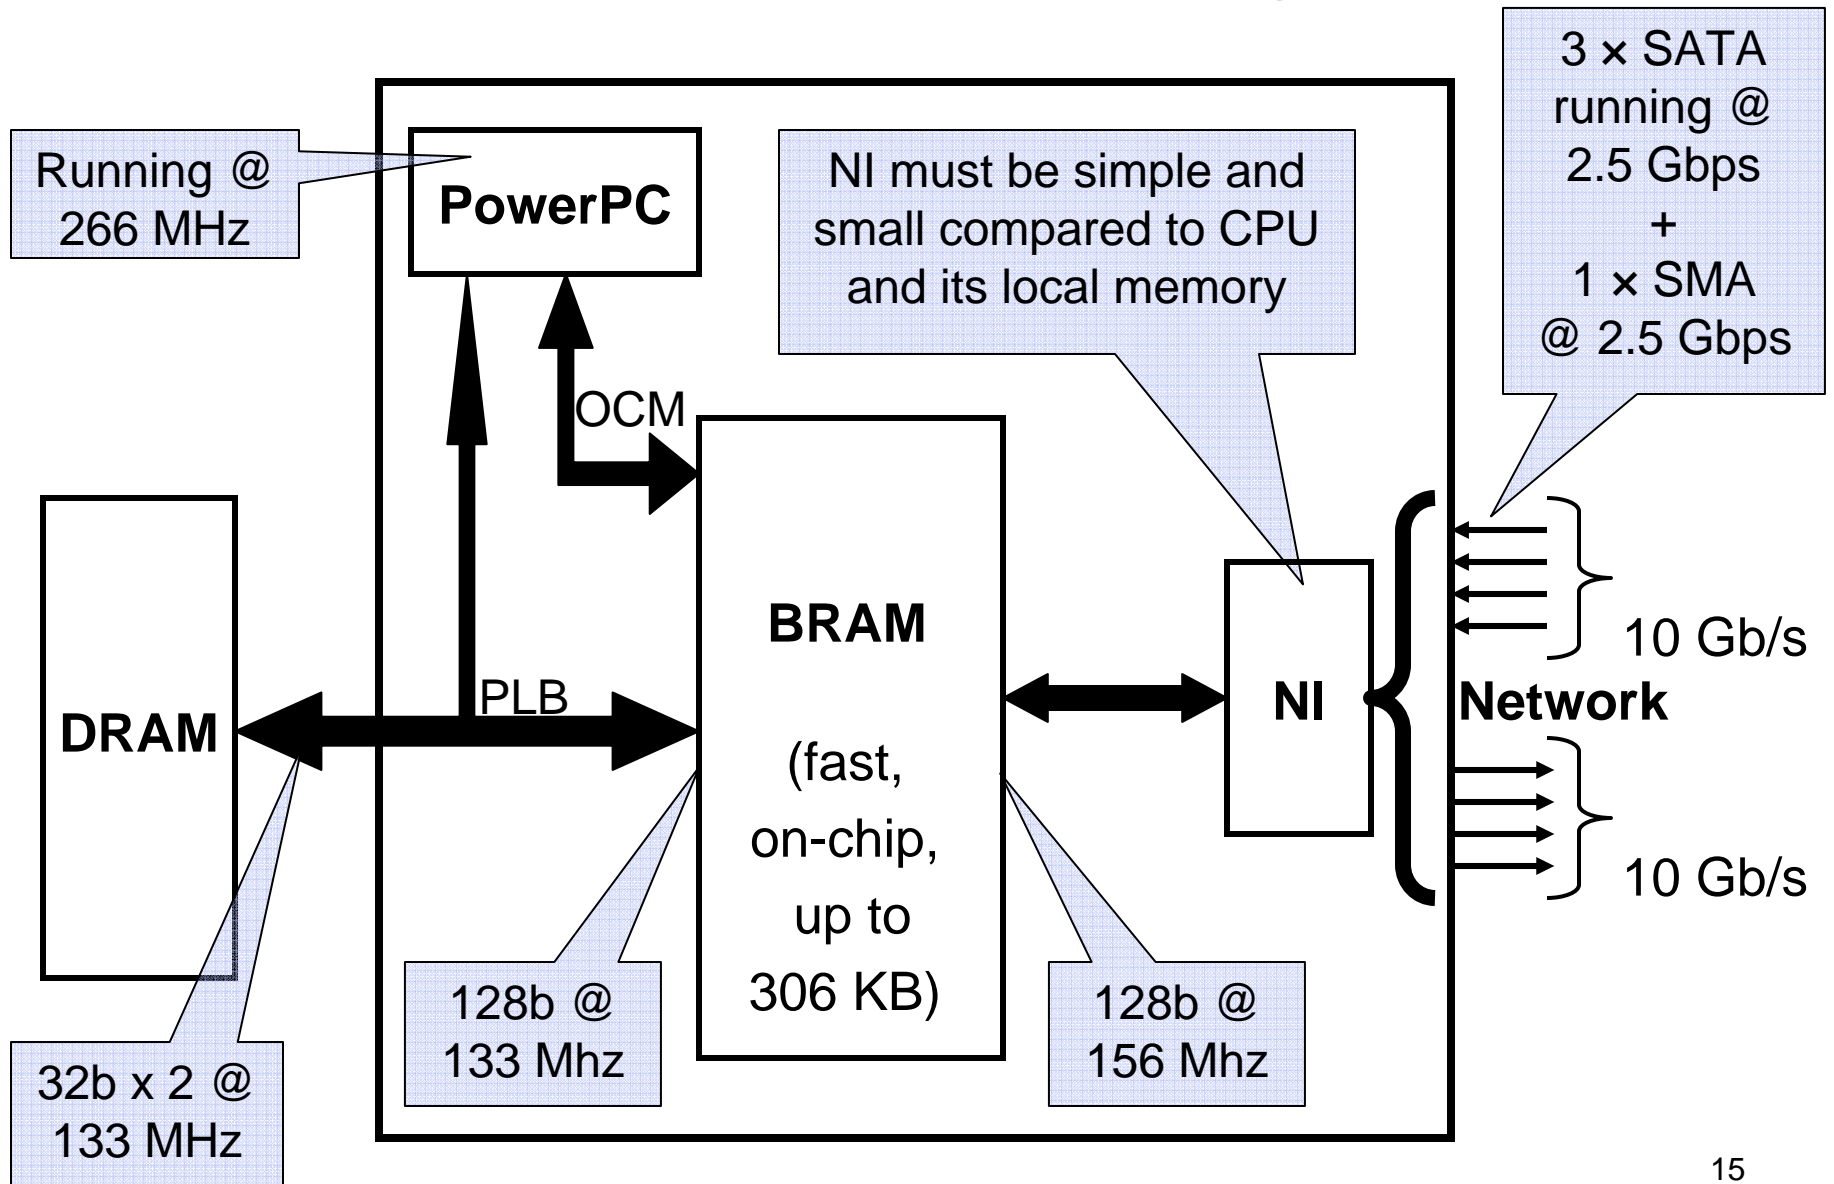 3 × SATA
running @
2.5 Gbps
+
1 × SMA
@ 2.5 Gbps
Running @
266 MHz
PowerPC
NI must be simple and
small compared to CPU
and its local memory
OCM
PLB
DRAM
BRAM
(fast,
on-chip,
up to
306 KB)
NI
10 Gb/s
Network
10 Gb/s
128b @
133 Mhz
128b @
156 Mhz
32b x 2 @
133 MHz
15